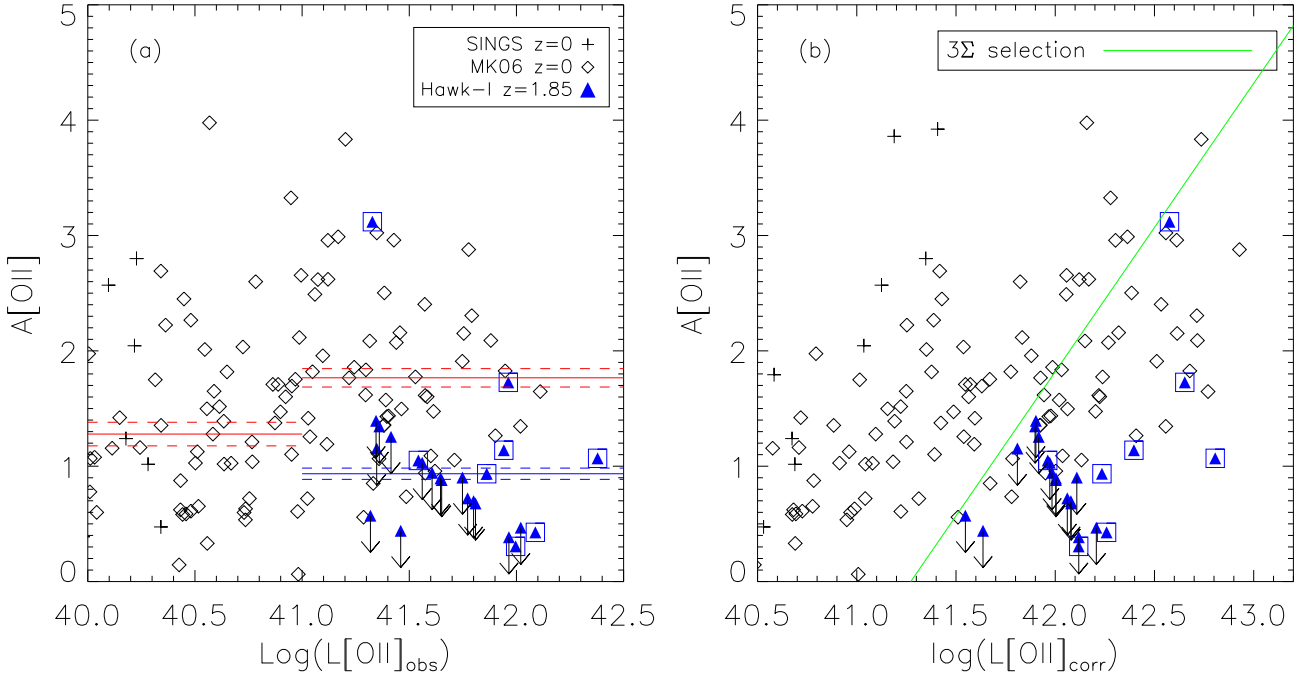 (a)
SINGS z=0
MK06 z=0
Hawk-I z=1.85
5
4
3
2
1
0
A[OII]
40.0 40.5 41.0 41.5 42.0 42.5
Log(L[OII]obs)
(b)
3Σ selection
5
4
3
2
1
0
A[OII]
40.5 41.0 41.5 42.0 42.5 43.0
log(L[OII]corr)